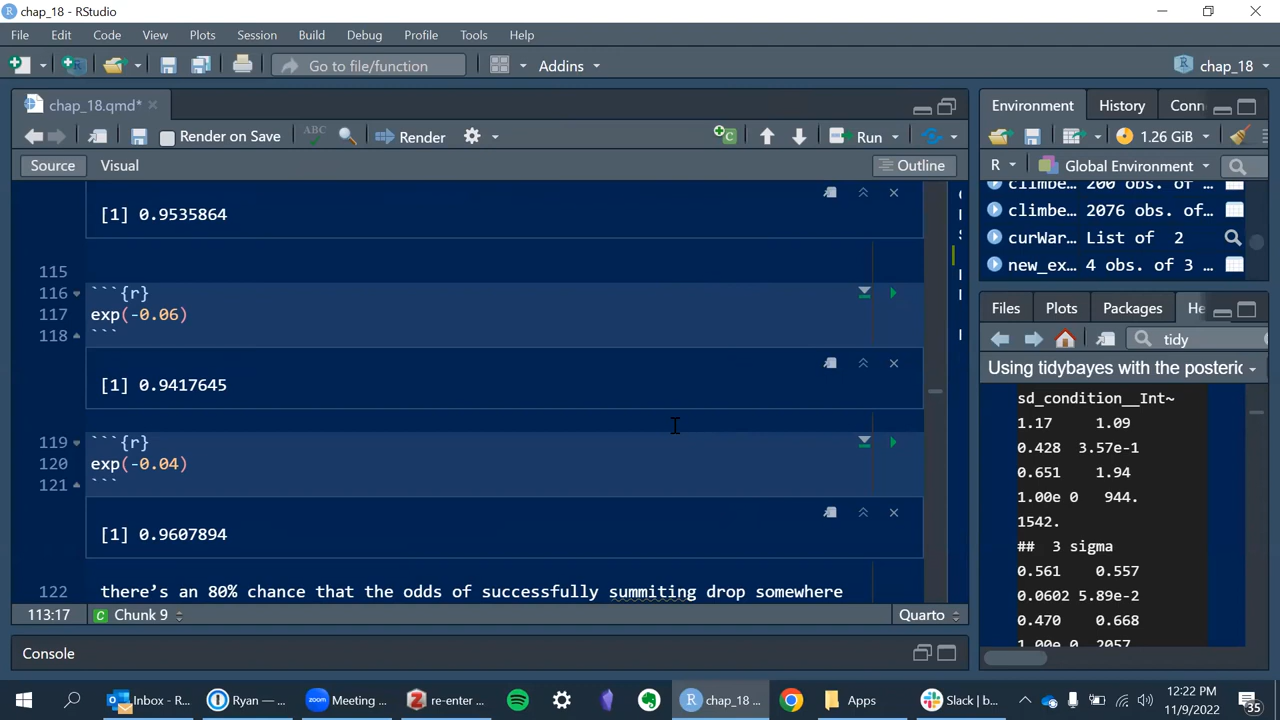 chap_18 - RStudio
File Edit Code View Plots Session Build Debug Profile Tools Help
Go to file/function Addins chap_18
chap_18.qmd*
Render on Save ABC Render Run
Source Visual Outline
[1] 0.9535864
115
116 ```{r}
117 exp(-0.06)
118 ```
[1] 0.9417645
119 ```{r}
120 exp(-0.04)
121 ```
[1] 0.9607894
122 there's an 80% chance that the odds of successfully summiting drop somewhere
113:17 Chunk 9 Quarto
Console
Environment History Conn
1.26 GiB
R Global Environment
climbe… 200 obs. of …
climbe… 2076 obs. of…
curWar… List of 2
new_ex… 4 obs. of 3 …
Files Plots Packages He
tidy
Using tidybayes with the posteric
sd_condition__Int~
1.17 1.09
0.428 3.57e-1
0.651 1.94
1.00e 0 944.
1542.
## 3 sigma
0.561 0.557
0.0602 5.89e-2
0.470 0.668
1.00e 0 2057.
Inbox - R... Ryan —... Meeting ... re-enter ... chap_18 ... Apps Slack | b...
12:22 PM
11/9/2022
35